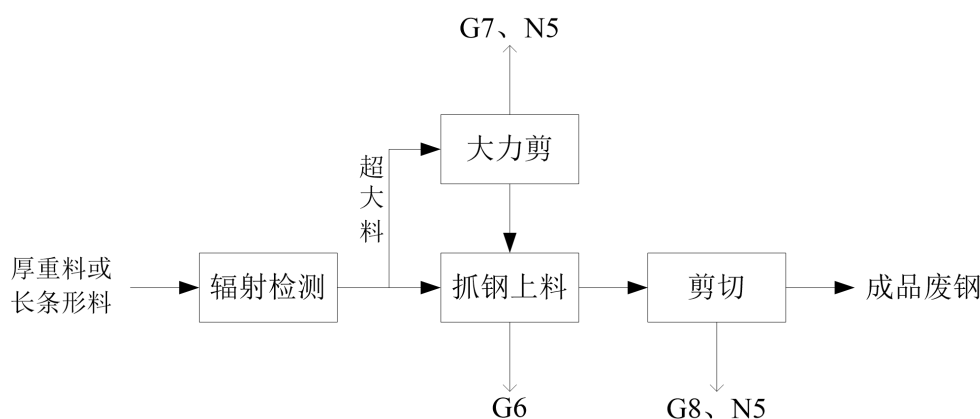 G7、N5
大力剪
超大料
厚重料或
长条形料
辐射检测
抓钢上料
剪切
成品废钢
G6
G8、N5